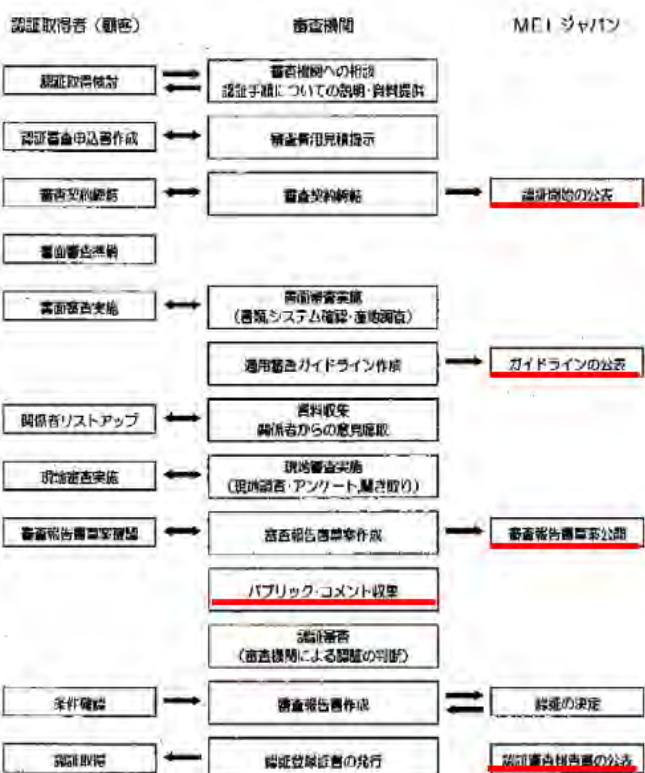 認証取得者（顧客）
審査機関
MELジャパン
認証取得検討
審査機関への相談
認証手順についての説明・資料提供
認証審査申込書作成
審査費用見積提示
審査契約締結
審査契約締結
認証開始の公表
書面審査準備
書面審査実施
書面審査実施
（書類,システム確認・産地調査）
適用審査ガイドライン作成
ガイドラインの公表
関係者リストアップ
資料収集
関係者からの意見聴取
現地審査実施
現地審査実施
（現地調査・アンケート,聞き取り）
審査報告書草案確認
審査報告書草案作成
審査報告書草案公開
パブリック・コメント収集
認証審査
（審査機関による認証の判断）
条件確認
審査報告書作成
認証の決定
認証取得
認証登録証書の発行
認証審査報告書の公表